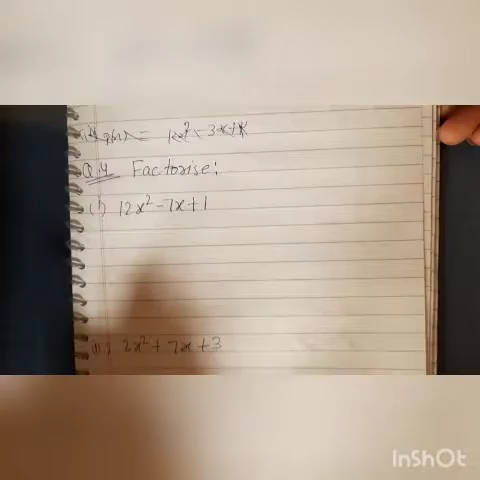 Q.4 Factorise:
(i) 12x² - 7x + 1
(ii) 2x² + 7x + 3
InShOt